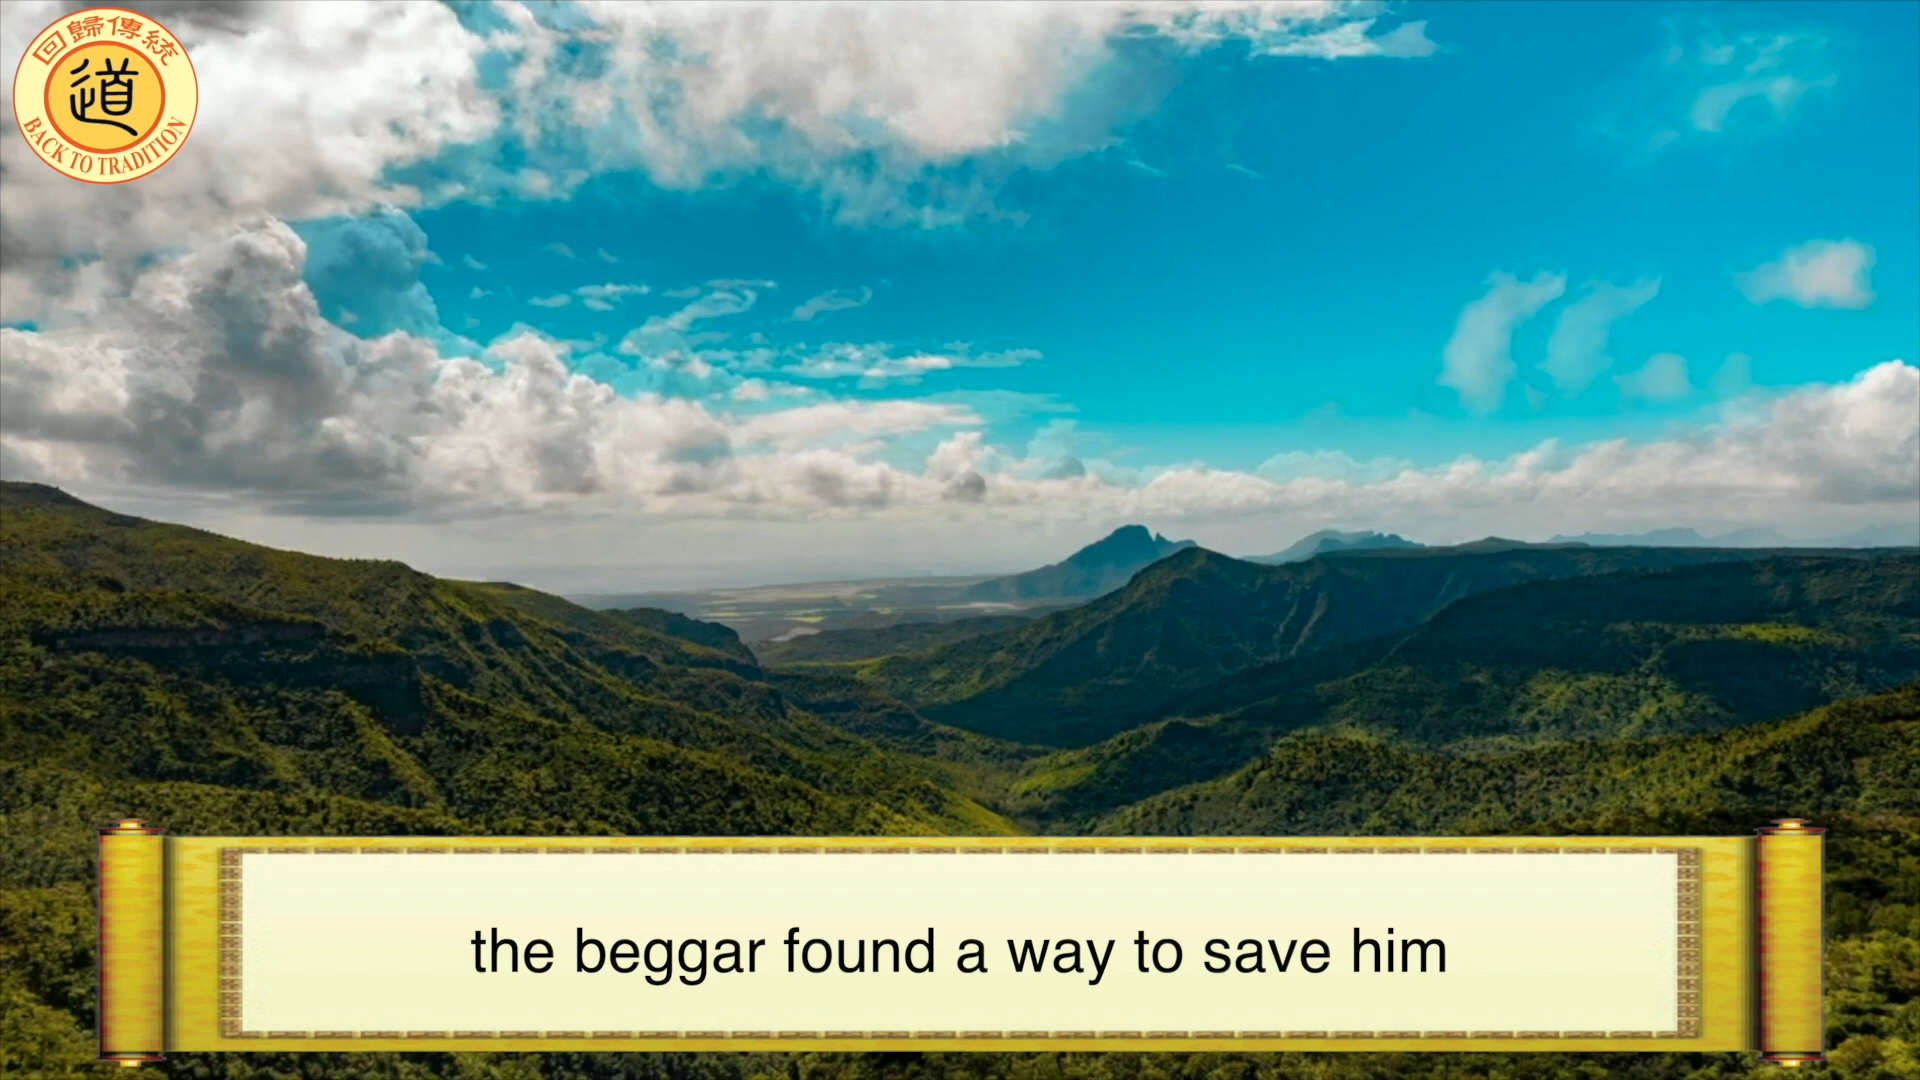 回歸傳統
道
BACK TO TRADITION
the beggar found a way to save him